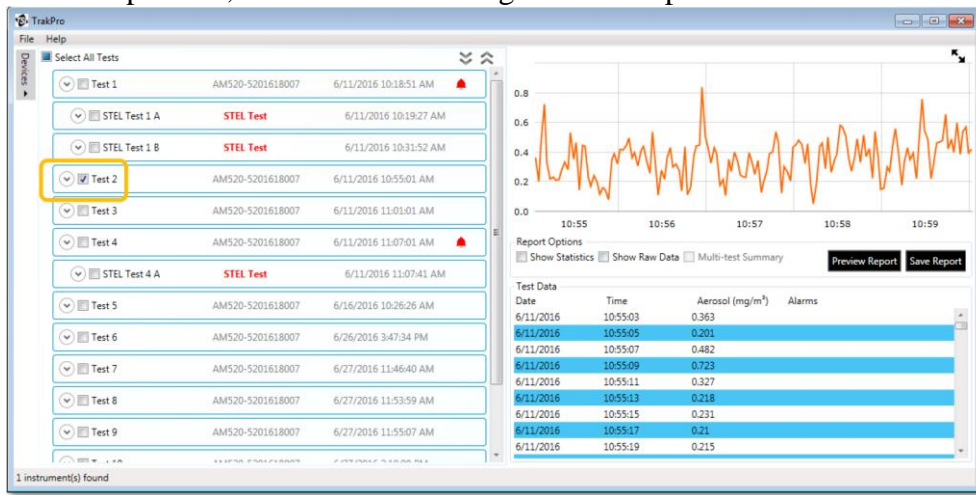 TrakPro
File Help
Devices
Select All Tests
Test 1 AM520-5201618007 6/11/2016 10:18:51 AM
STEL Test 1 A STEL Test 6/11/2016 10:19:27 AM
STEL Test 1 B STEL Test 6/11/2016 10:31:52 AM
Test 2 AM520-5201618007 6/11/2016 10:55:01 AM
Test 3 AM520-5201618007 6/11/2016 11:01:01 AM
Test 4 AM520-5201618007 6/11/2016 11:07:01 AM
STEL Test 4 A STEL Test 6/11/2016 11:07:41 AM
Test 5 AM520-5201618007 6/16/2016 10:26:26 AM
Test 6 AM520-5201618007 6/26/2016 3:47:34 PM
Test 7 AM520-5201618007 6/27/2016 11:46:40 AM
Test 8 AM520-5201618007 6/27/2016 11:53:59 AM
Test 9 AM520-5201618007 6/27/2016 11:55:07 AM
0.8
0.6
0.4
0.2
0.0
10:55 10:56 10:57 10:58 10:59
Report Options
Show Statistics Show Raw Data Multi-test Summary Preview Report Save Report
Test Data
Date Time Aerosol (mg/m³) Alarms
6/11/2016 10:55:03 0.363
6/11/2016 10:55:05 0.201
6/11/2016 10:55:07 0.482
6/11/2016 10:55:09 0.723
6/11/2016 10:55:11 0.327
6/11/2016 10:55:13 0.218
6/11/2016 10:55:15 0.231
6/11/2016 10:55:17 0.21
6/11/2016 10:55:19 0.215
1 instrument(s) found